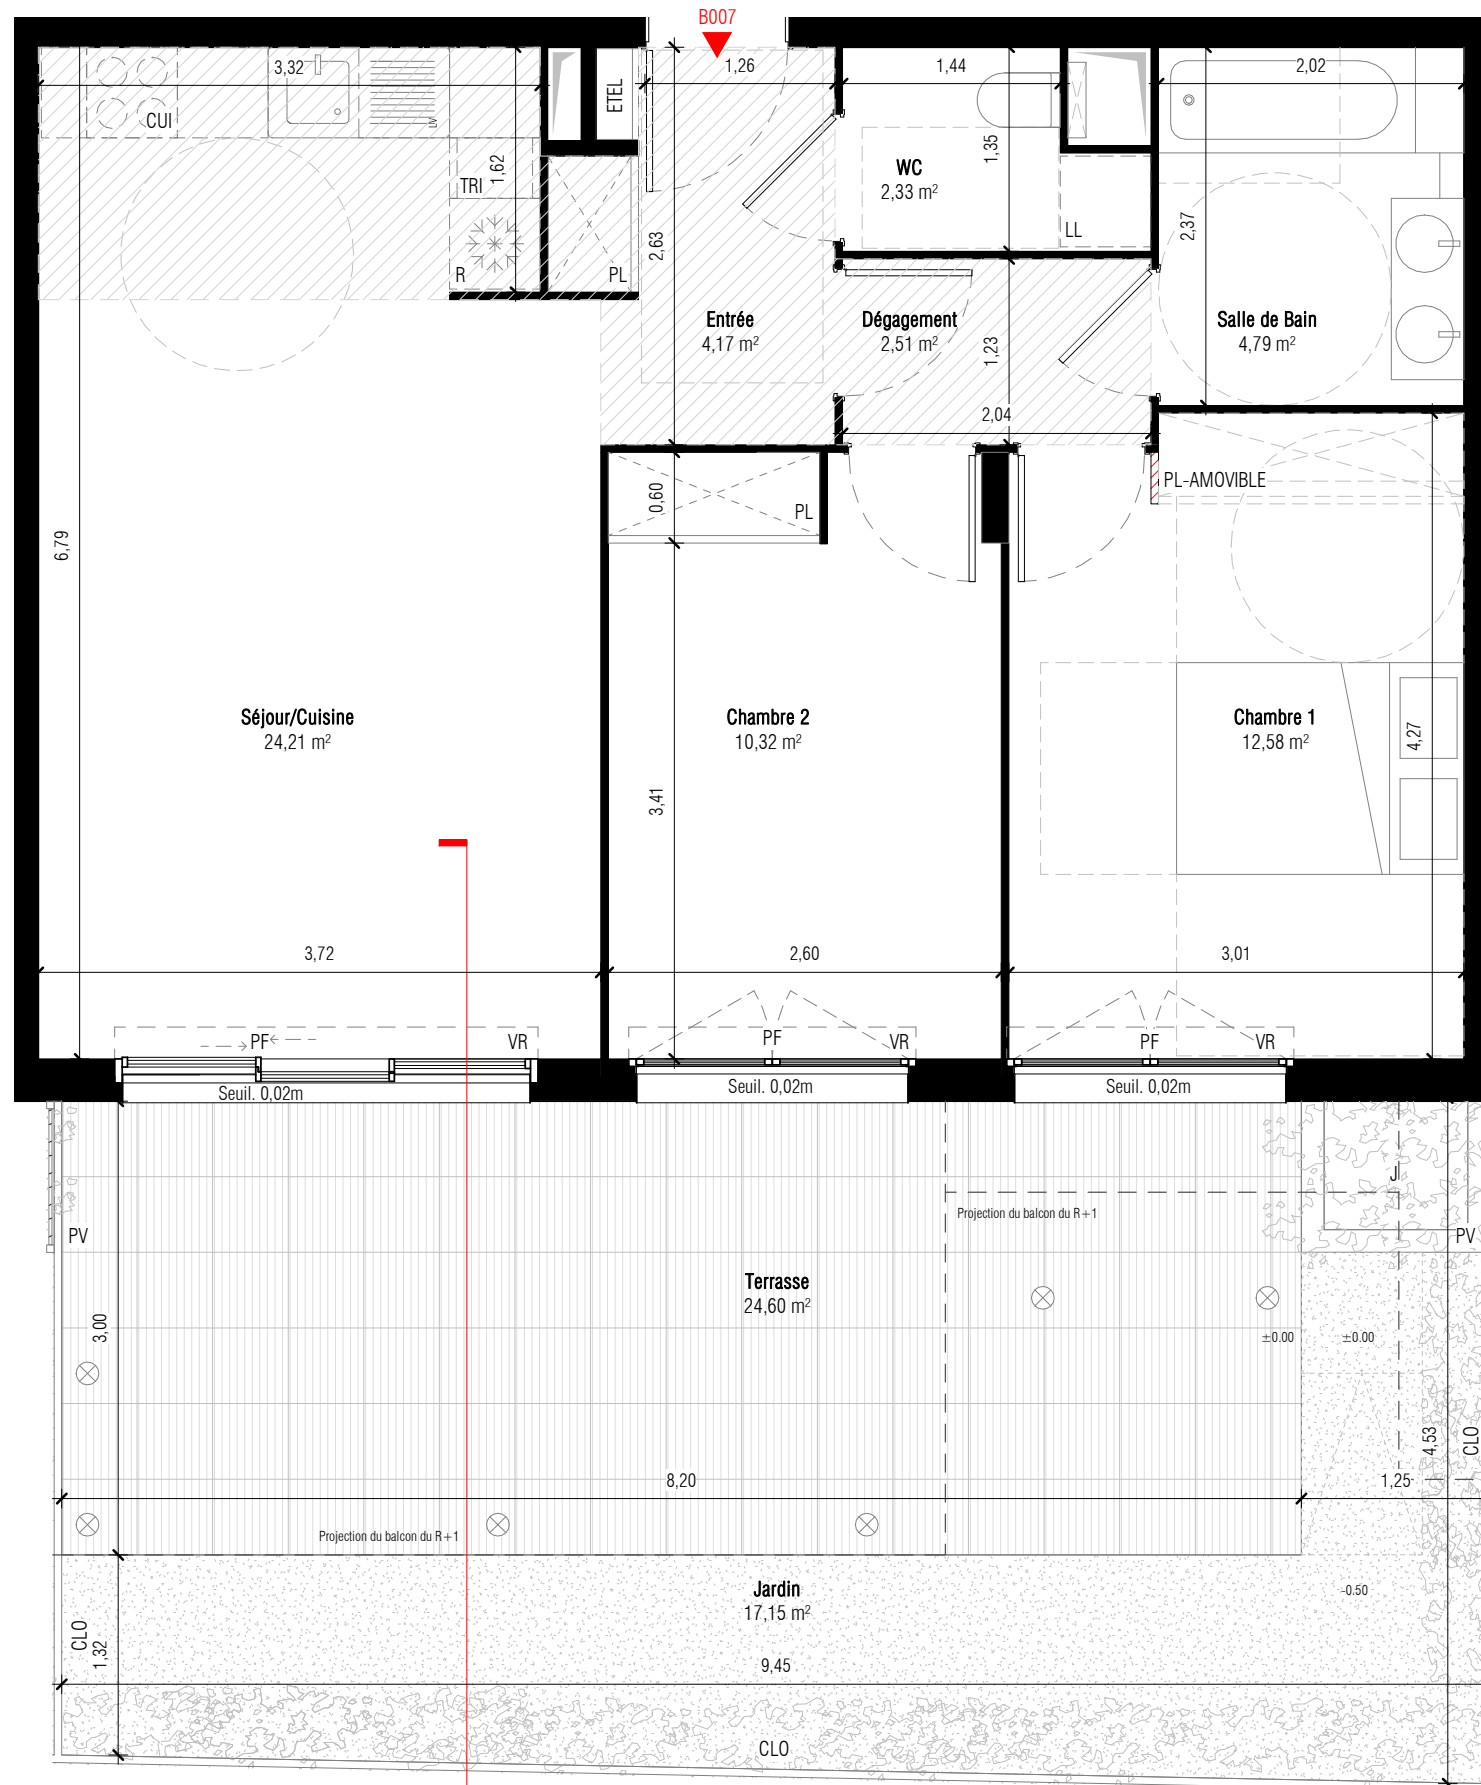 B007
3,32
1,26
1,44
2,02
ETEL
CUI
LV
1,62
TRI
R
PL
2,63
WC
2,33 m²
1,35
LL
2,37
Entrée
4,17 m²
Dégagement
2,51 m²
1,23
Salle de Bain
4,79 m²
2,04
0,60
PL
PL-AMOVIBLE
6,79
Séjour/Cuisine
24,21 m²
Chambre 2
10,32 m²
Chambre 1
12,58 m²
4,27
3,41
3,72
2,60
3,01
PF
VR
PF
VR
PF
VR
Seuil. 0,02m
Seuil. 0,02m
Seuil. 0,02m
J
Projection du balcon du R+1
PV
PV
Terrasse
24,60 m²
3,00
±0.00
±0.00
4,53
CLO
8,20
1,25
Projection du balcon du R+1
Jardin
17,15 m²
-0.50
CLO
1,32
9,45
CLO